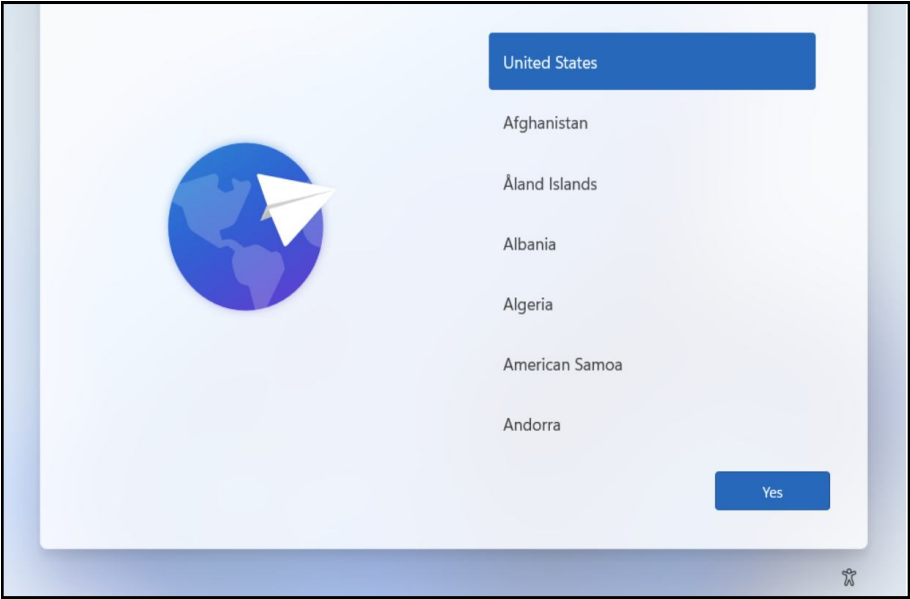 United States
Afghanistan
Åland Islands
Albania
Algeria
American Samoa
Andorra
Yes